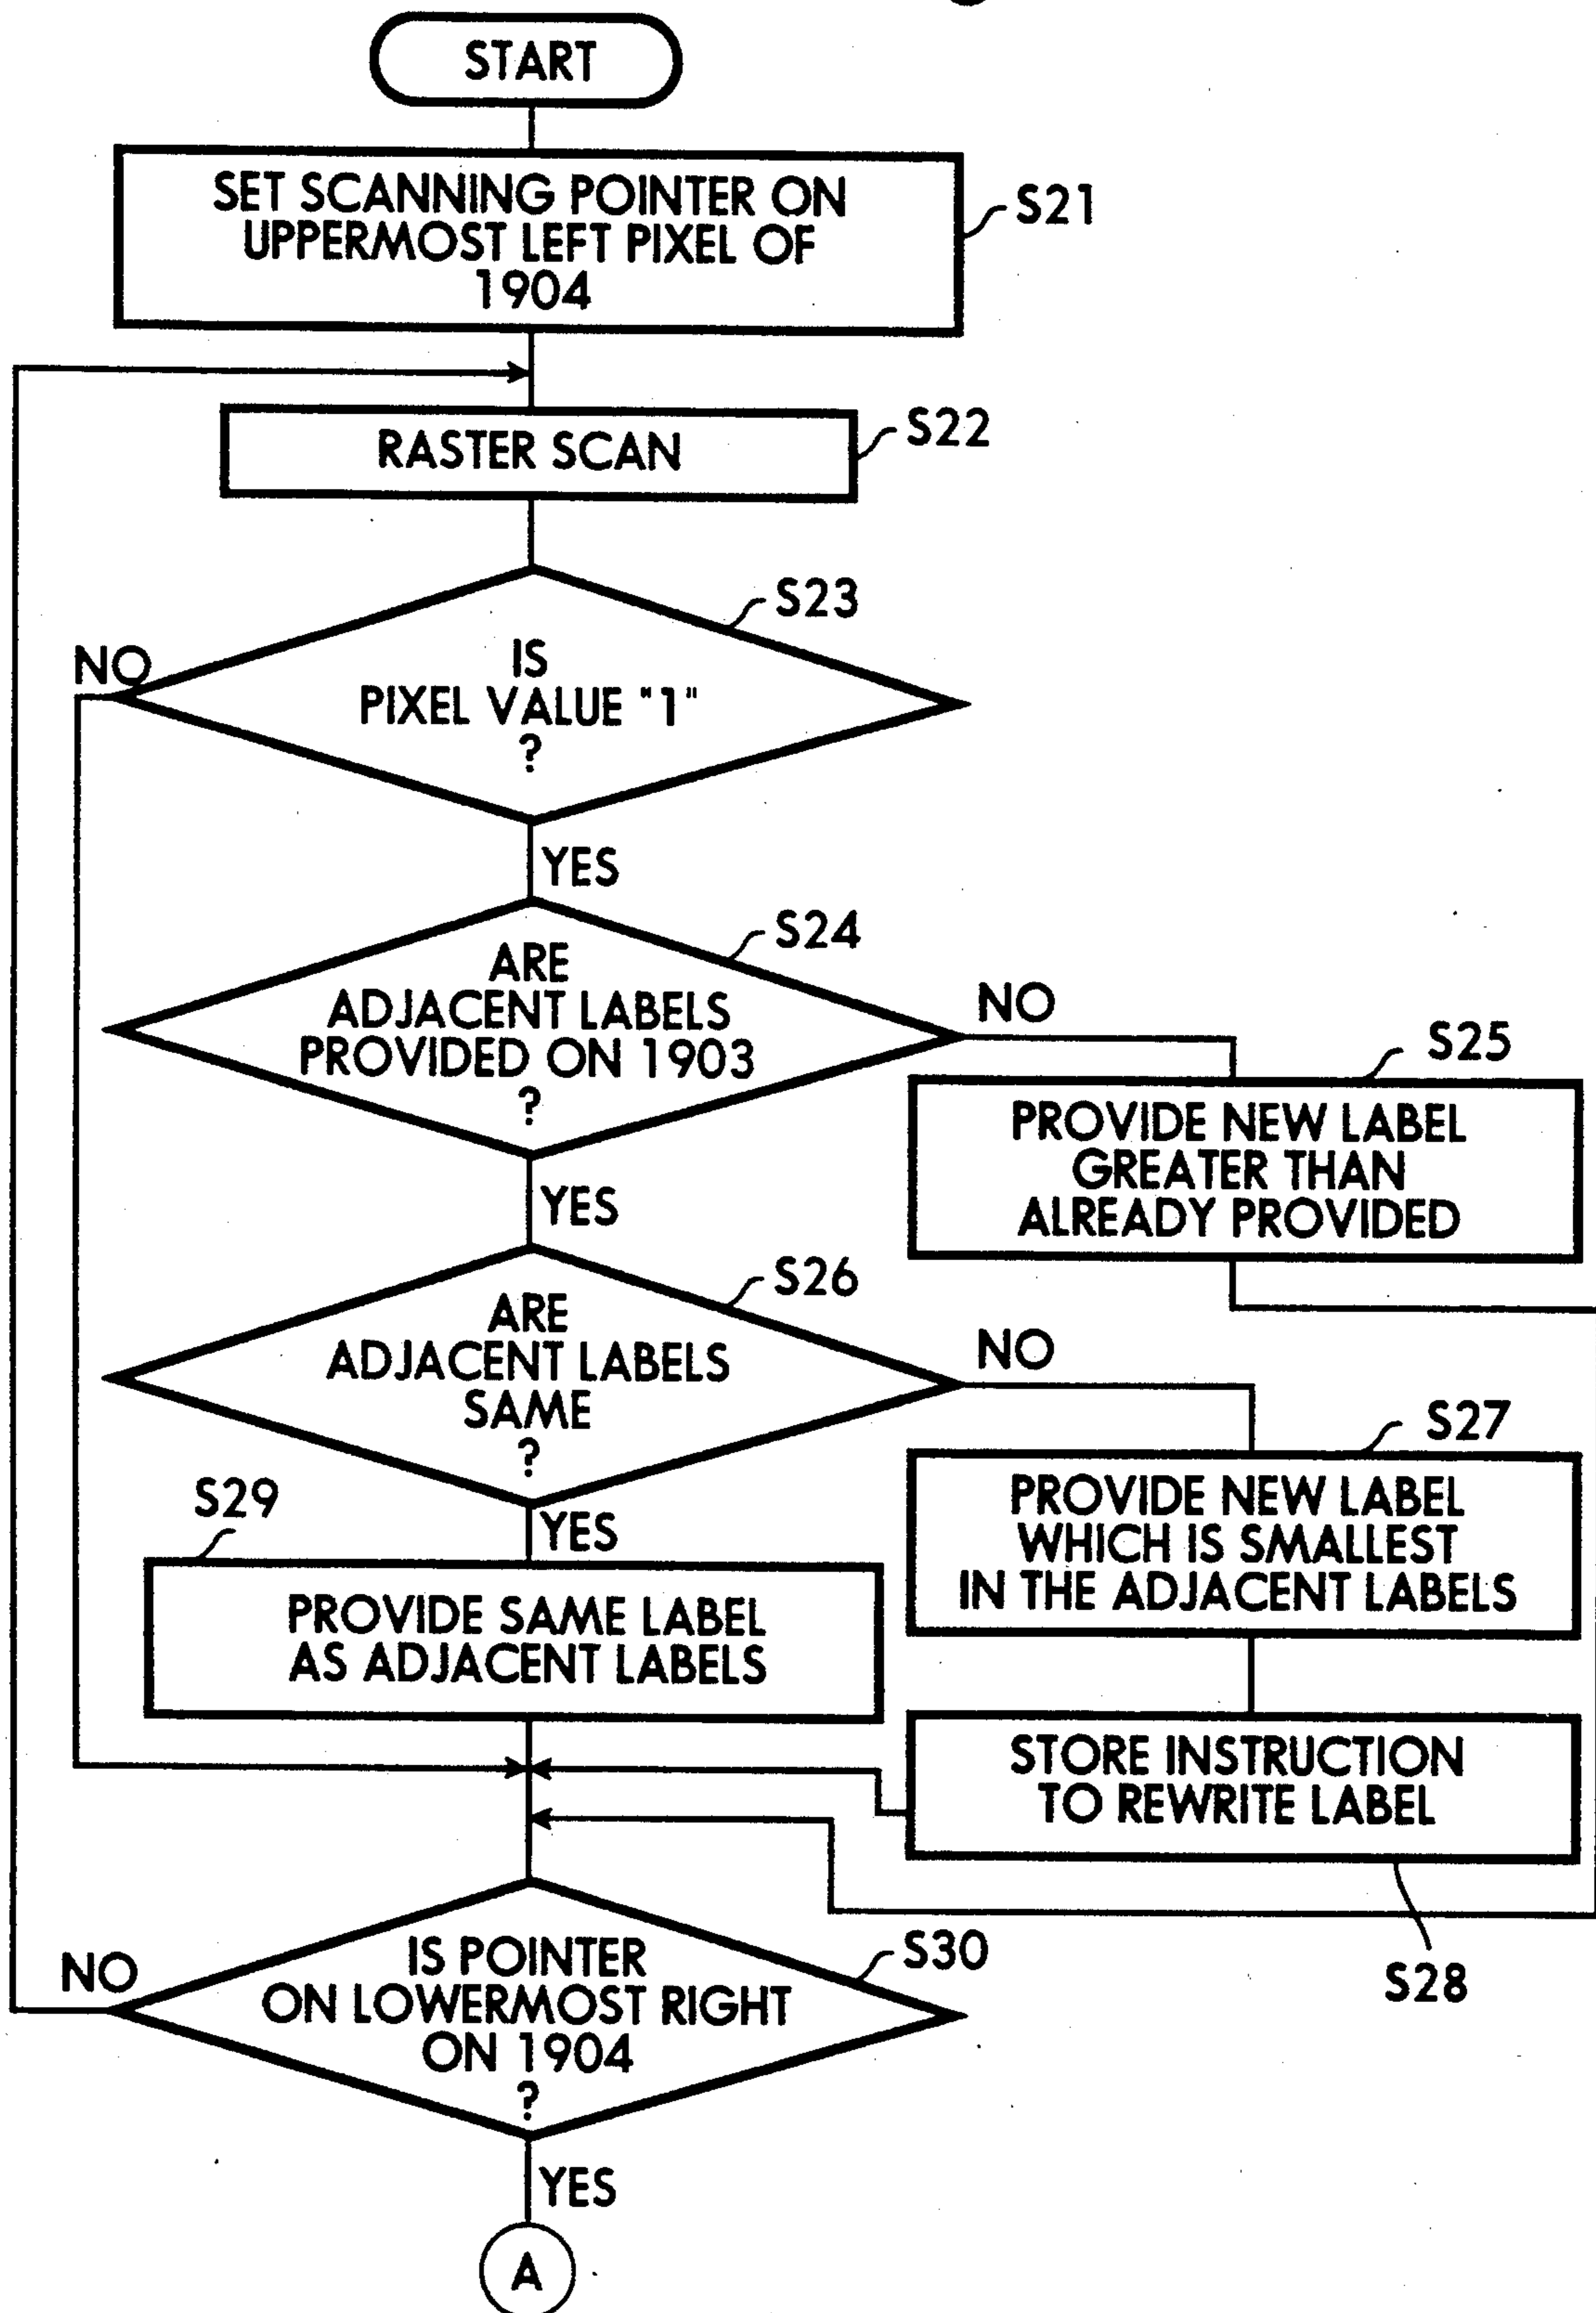 START
SET SCANNING POINTER ON
UPPERMOST LEFT PIXEL OF
1904
S21
RASTER SCAN
S22
S23
NO
IS
PIXEL VALUE "1"
?
YES
S24
ARE
ADJACENT LABELS
PROVIDED ON 1903
?
NO
S25
PROVIDE NEW LABEL
GREATER THAN
ALREADY PROVIDED
YES
S26
ARE
ADJACENT LABELS
SAME
?
NO
S27
PROVIDE NEW LABEL
WHICH IS SMALLEST
IN THE ADJACENT LABELS
S29
YES
PROVIDE SAME LABEL
AS ADJACENT LABELS
STORE INSTRUCTION
TO REWRITE LABEL
S28
S30
NO
IS POINTER
ON LOWERMOST RIGHT
ON 1904
?
YES
A